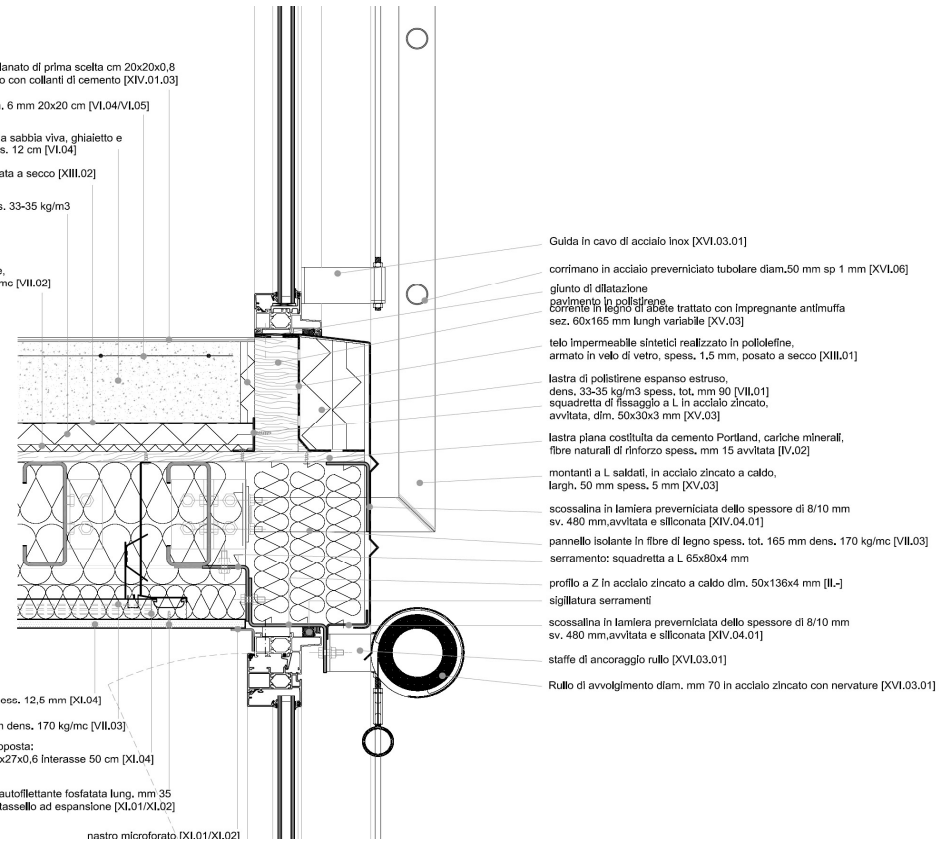 lanato di prima scelta cm 20x20x0,8
o con collanti di cemento [XIV.01.03]
. 6 mm 20x20 cm [VI.04/VI.05]
a sabbia viva, ghiaietto e
s. 12 cm [VI.04]
ata a secco [XIII.02]
s. 33-35 kg/m3
e,
mc [VII.02]
ess. 12,5 mm [XI.04]
n dens. 170 kg/mc [VII.03]
oposta:
x27x0,6 interasse 50 cm [XI.04]
autofilettante fosfatata lung. mm 35
tassello ad espansione [XI.01/XI.02]
nastro microforato [XI.01/XI.02]
Guida in cavo di acciaio inox [XVI.03.01]
corrimano in acciaio preverniciato tubolare diam.50 mm sp 1 mm [XVI.06]
giunto di dilatazione
pavimento in polistirene
corrente in legno di abete trattato con impregnante antimuffa
sez. 60x165 mm lungh variabile [XV.03]
telo impermeabile sintetici realizzato in poliolefine,
armato in velo di vetro, spess. 1,5 mm, posato a secco [XIII.01]
lastra di polistirene espanso estruso,
dens. 33-35 kg/m3 spess. tot. mm 90 [VII.01]
squadretta di fissaggio a L in acciaio zincato,
avvitata, dim. 50x30x3 mm [XV.03]
lastra piana costituita da cemento Portland, cariche minerali,
fibre naturali di rinforzo spess. mm 15 avvitata [IV.02]
montanti a L saldati, in acciaio zincato a caldo,
largh. 50 mm spess. 5 mm [XV.03]
scossalina in lamiera preverniciata dello spessore di 8/10 mm
sv. 480 mm,avvitata e siliconata [XIV.04.01]
pannello isolante in fibre di legno spess. tot. 165 mm dens. 170 kg/mc [VII.03]
serramento: squadretta a L 65x80x4 mm
profilo a Z in acciaio zincato a caldo dim. 50x136x4 mm [II.-]
sigillatura serramenti
scossalina in lamiera preverniciata dello spessore di 8/10 mm
sv. 480 mm,avvitata e siliconata [XIV.04.01]
staffe di ancoraggio rullo [XVI.03.01]
Rullo di avvolgimento diam. mm 70 in acciaio zincato con nervature [XVI.03.01]